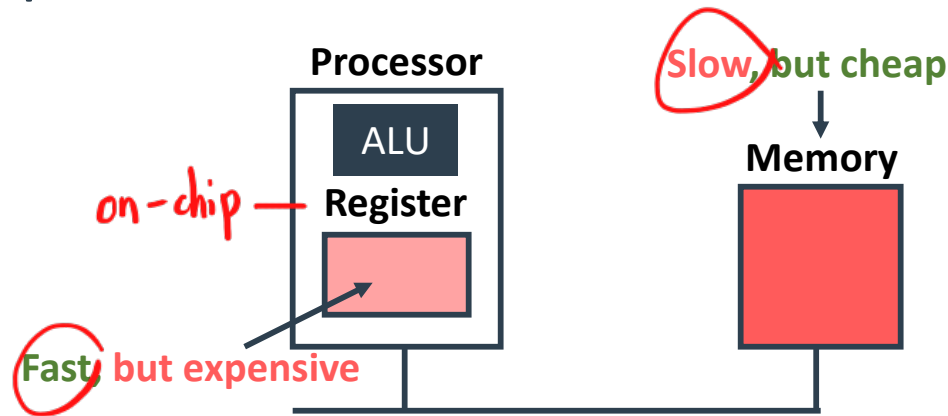 Processor
Slow, but cheap
ALU
Memory
on-chip
Register
Fast, but expensive